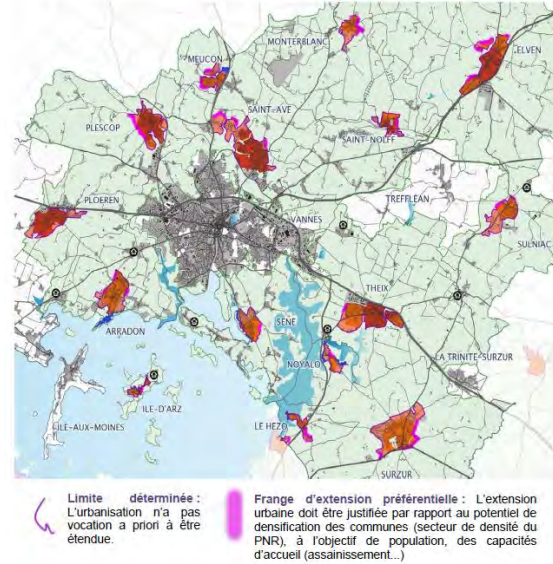 MONTERBLANC
ELVEN
MEUCON
SAINT-AVE
PLESCOP
SAINT-NOLFF
PLOEREN
TREFFLEAN
VANNES
SULNIAC
THEIX
SENE
ARRADON
NOYALO
LA TRINITE-SURZUR
ILE-D'ARZ
ILE-AUX-MOINES
LE HEZO
SURZUR
Limite déterminée :
L'urbanisation n'a pas
vocation a priori à être
étendue.
Frange d'extension préférentielle : L'extension
urbaine doit être justifiée par rapport au potentiel de
densification des communes (secteur de densité du
PNR), à l'objectif de population, des capacités
d'accueil (assainissement...)